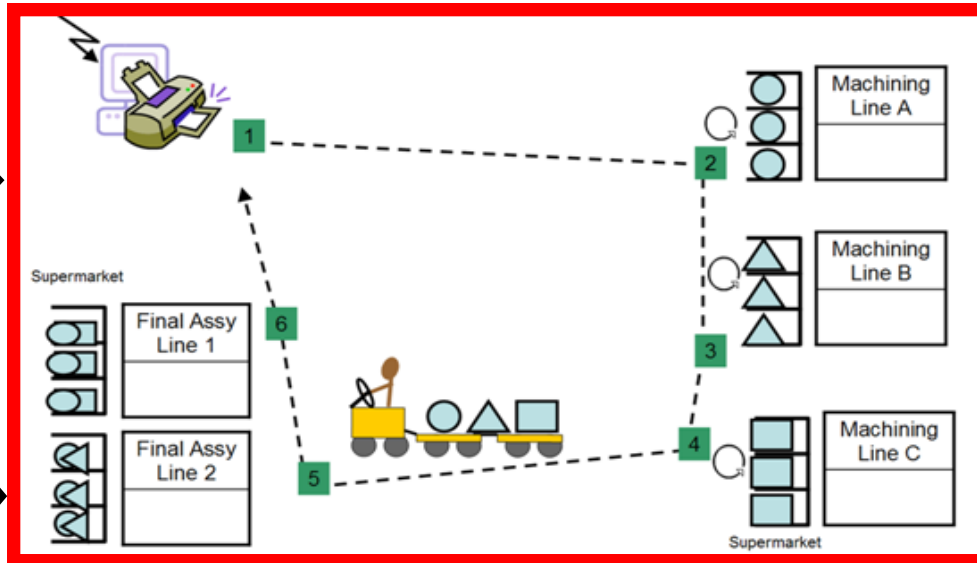 1
2
Machining
Line A
Machining
Line B
3
Supermarket
Final Assy
Line 1
6
Final Assy
Line 2
5
4
Machining
Line C
Supermarket